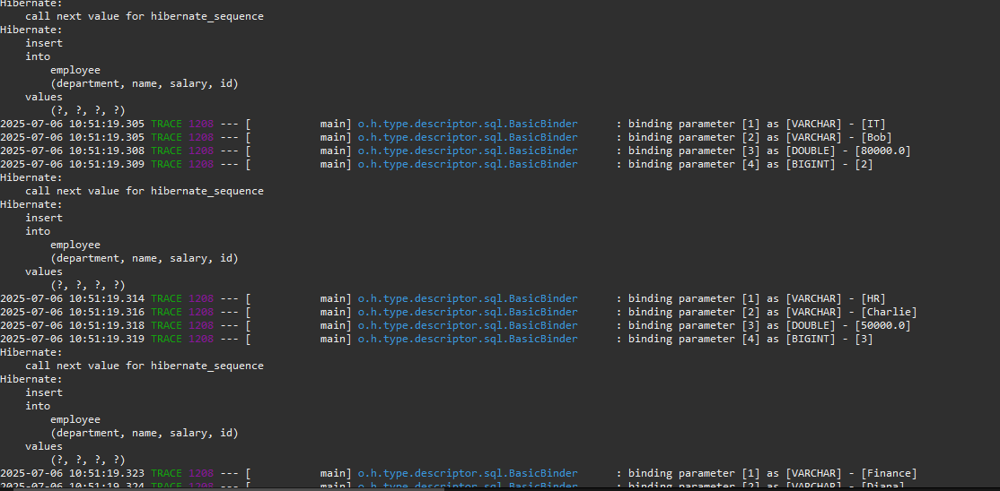 Hibernate:
    call next value for hibernate_sequence
Hibernate:
    insert
    into
        employee
        (department, name, salary, id)
    values
        (?, ?, ?, ?)
2025-07-06 10:51:19.305 TRACE 1208 --- [           main] o.h.type.descriptor.sql.BasicBinder      : binding parameter [1] as [VARCHAR] - [IT]
2025-07-06 10:51:19.305 TRACE 1208 --- [           main] o.h.type.descriptor.sql.BasicBinder      : binding parameter [2] as [VARCHAR] - [Bob]
2025-07-06 10:51:19.308 TRACE 1208 --- [           main] o.h.type.descriptor.sql.BasicBinder      : binding parameter [3] as [DOUBLE] - [80000.0]
2025-07-06 10:51:19.309 TRACE 1208 --- [           main] o.h.type.descriptor.sql.BasicBinder      : binding parameter [4] as [BIGINT] - [2]
Hibernate:
    call next value for hibernate_sequence
Hibernate:
    insert
    into
        employee
        (department, name, salary, id)
    values
        (?, ?, ?, ?)
2025-07-06 10:51:19.314 TRACE 1208 --- [           main] o.h.type.descriptor.sql.BasicBinder      : binding parameter [1] as [VARCHAR] - [HR]
2025-07-06 10:51:19.316 TRACE 1208 --- [           main] o.h.type.descriptor.sql.BasicBinder      : binding parameter [2] as [VARCHAR] - [Charlie]
2025-07-06 10:51:19.318 TRACE 1208 --- [           main] o.h.type.descriptor.sql.BasicBinder      : binding parameter [3] as [DOUBLE] - [50000.0]
2025-07-06 10:51:19.319 TRACE 1208 --- [           main] o.h.type.descriptor.sql.BasicBinder      : binding parameter [4] as [BIGINT] - [3]
Hibernate:
    call next value for hibernate_sequence
Hibernate:
    insert
    into
        employee
        (department, name, salary, id)
    values
        (?, ?, ?, ?)
2025-07-06 10:51:19.323 TRACE 1208 --- [           main] o.h.type.descriptor.sql.BasicBinder      : binding parameter [1] as [VARCHAR] - [Finance]
2025-07-06 10:51:19.324 TRACE 1208 --- [           main] o.h.type.descriptor.sql.BasicBinder      : binding parameter [2] as [VARCHAR] - [Diana]